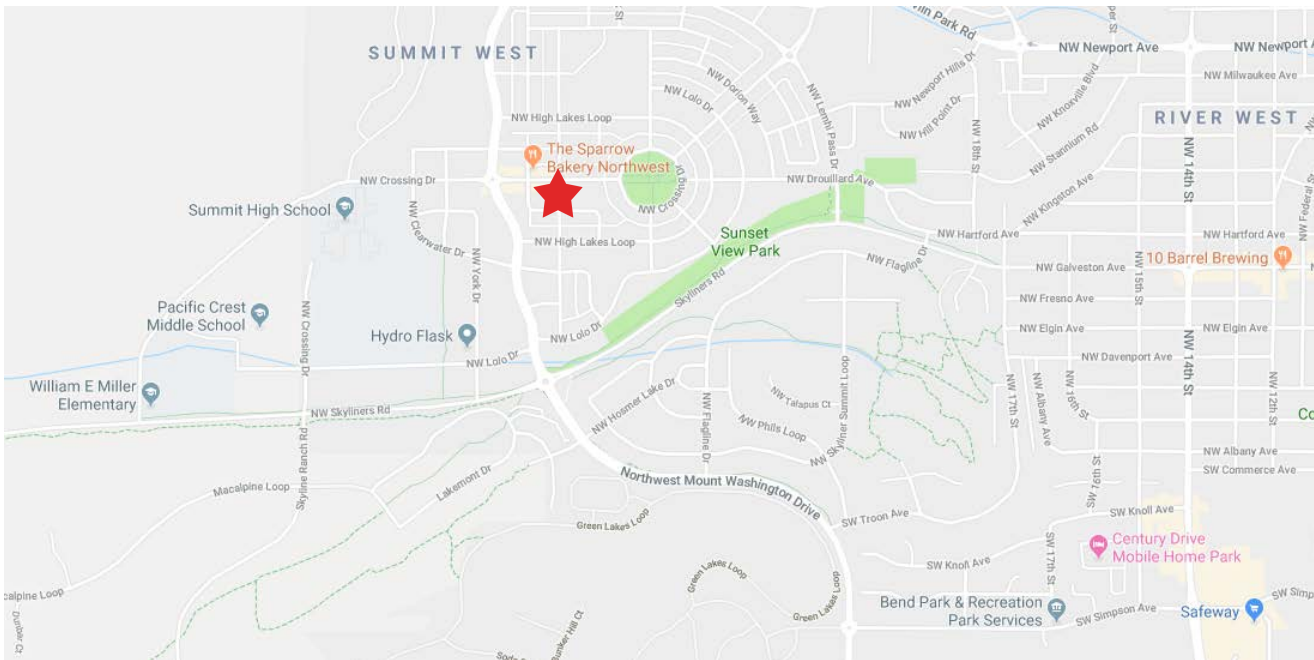 SUMMIT WEST
NW Newport Ave
NW Newport
NW Milwaukee Ave
NW Dorion Way
NW Lolo Dr
NW Lemhi Pass Dr
NW Newport Hills Dr
NW Knoxville Blvd
RIVER WEST
NW High Lakes Loop
NW Hill Point Dr
NW 18th St
NW Stannium Rd
NW 14th St
The Sparrow
Bakery Northwest
NW Crossing Dr
NW Crossing Dr
NW Drouillard Ave
NW Kingston Ave
Summit High School
NW Clearwater Dr
NW High Lakes Loop
Sunset
View Park
NW Hartford Ave
NW Hartford Ave
NW Flagline Dr
NW York Dr
Skyliners Rd
NW Galveston Ave
NW 15th St
10 Barrel Brewing
NW Fresno Ave
Pacific Crest
Middle School
NW Crossing Dr
Hydro Flask
NW Lolo Dr
NW Elgin Ave
NW Elgin Ave
NW Lolo Dr
NW Davenport Ave
NW 14th St
William E Miller
Elementary
NW Skyliners Rd
NW Hosmer Lake Dr
NW Flagline Dr
NW Talapus Ct
NW Skyliner Summit Loop
NW Phils Loop
NW 17th St
NW Albany Ave
NW 16th St
NW 12th St
Skyline Ranch Rd
NW Albany Ave
SW Commerce Ave
Macalpine Loop
Lakemont Dr
Northwest Mount Washington Drive
SW 16th St
Green Lakes Loop
SW Troon Ave
SW Knoll Ave
Century Drive
Mobile Home Park
SW Knoll Ave
SW 17th St
Green Lakes Loop
Green Lakes Loop
Bend Park & Recreation
Park Services
SW Simpson Ave
Safeway
Dunbar Ct